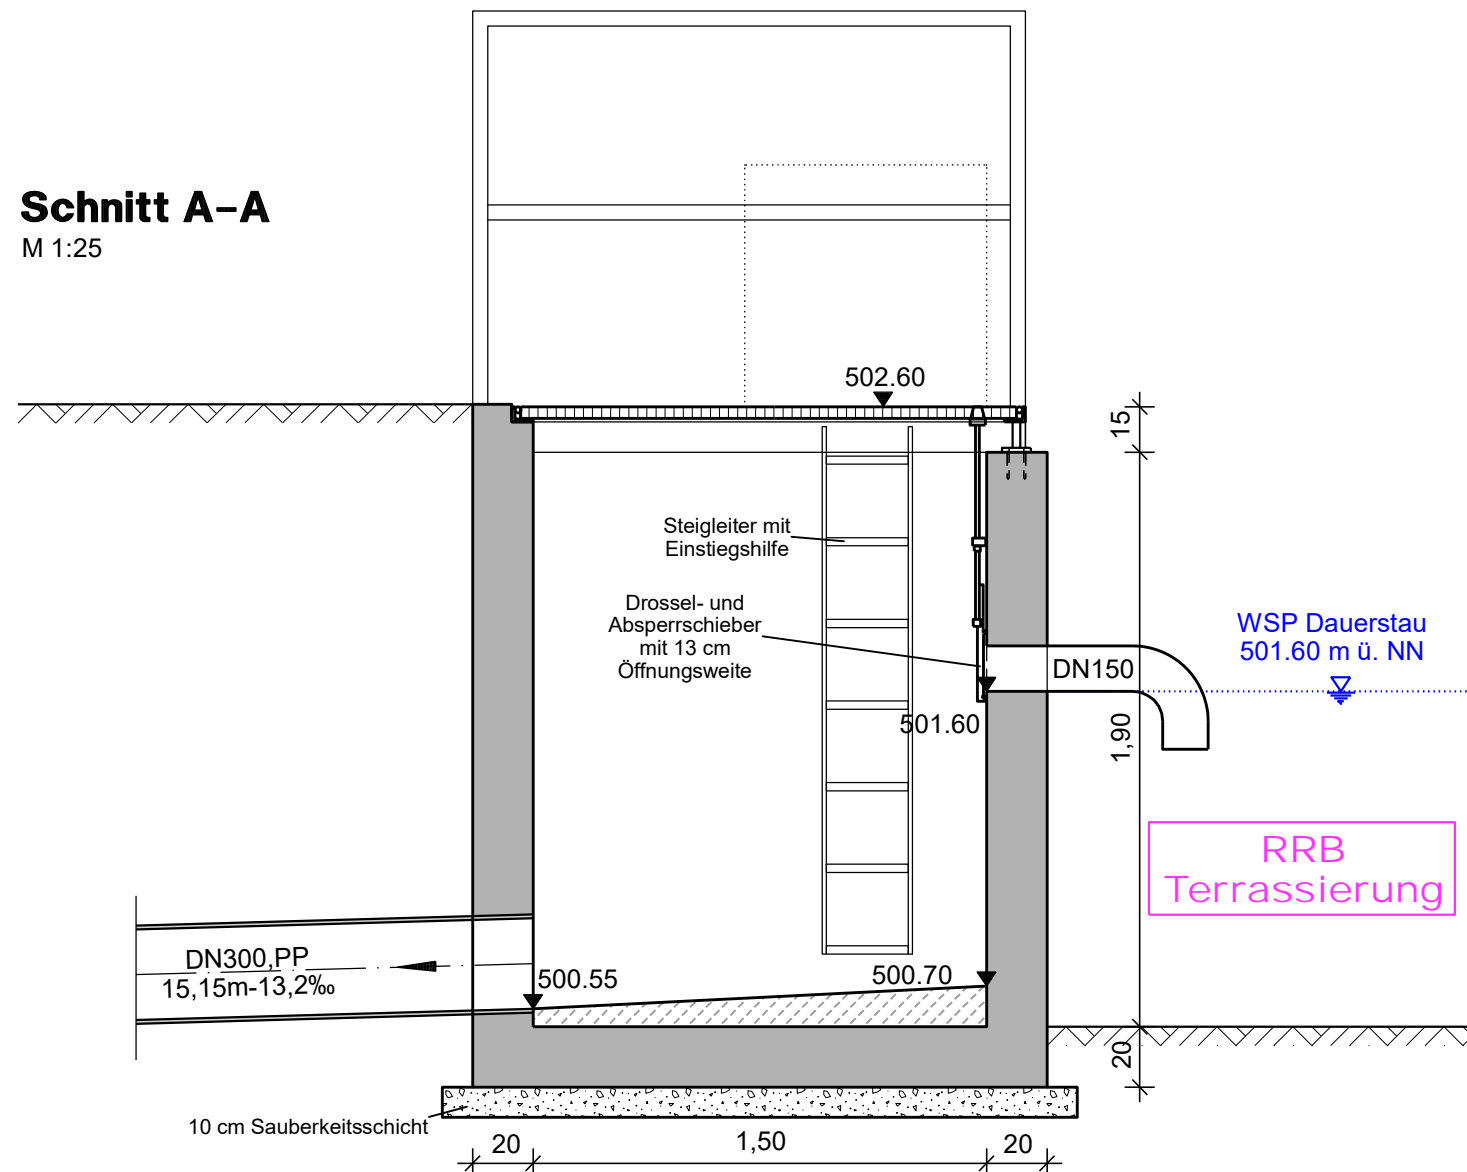 Schnitt A–A
M 1:25
502.60
15
Steigleiter mit
Einstiegshilfe
Drossel- und
Absperrschieber
mit 13 cm
Öffnungsweite
WSP Dauerstau
501.60 m ü. NN
DN150
501.60
1,90
RRB
Terrassierung
DN300,PP
15,15m-13,2‰
500.55
500.70
20
10 cm Sauberkeitsschicht
20
1,50
20